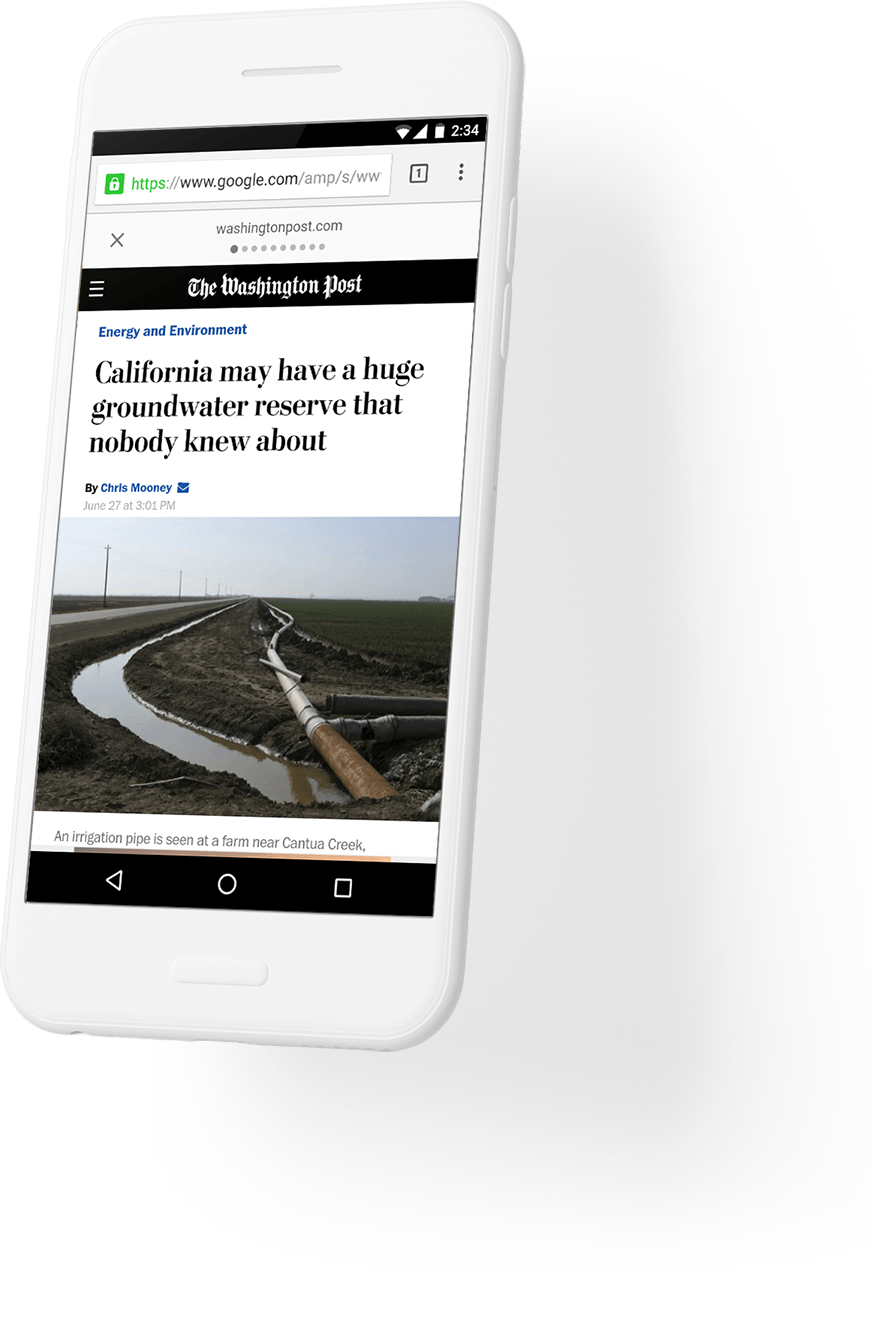 2:34
https://www.google.com/amp/s/ww
1
washingtonpost.com
The Washington Post
Energy and Environment
California may have a huge
groundwater reserve that
nobody knew about
By Chris Mooney
June 27 at 3:01 PM
An irrigation pipe is seen at a farm near Cantua Creek,